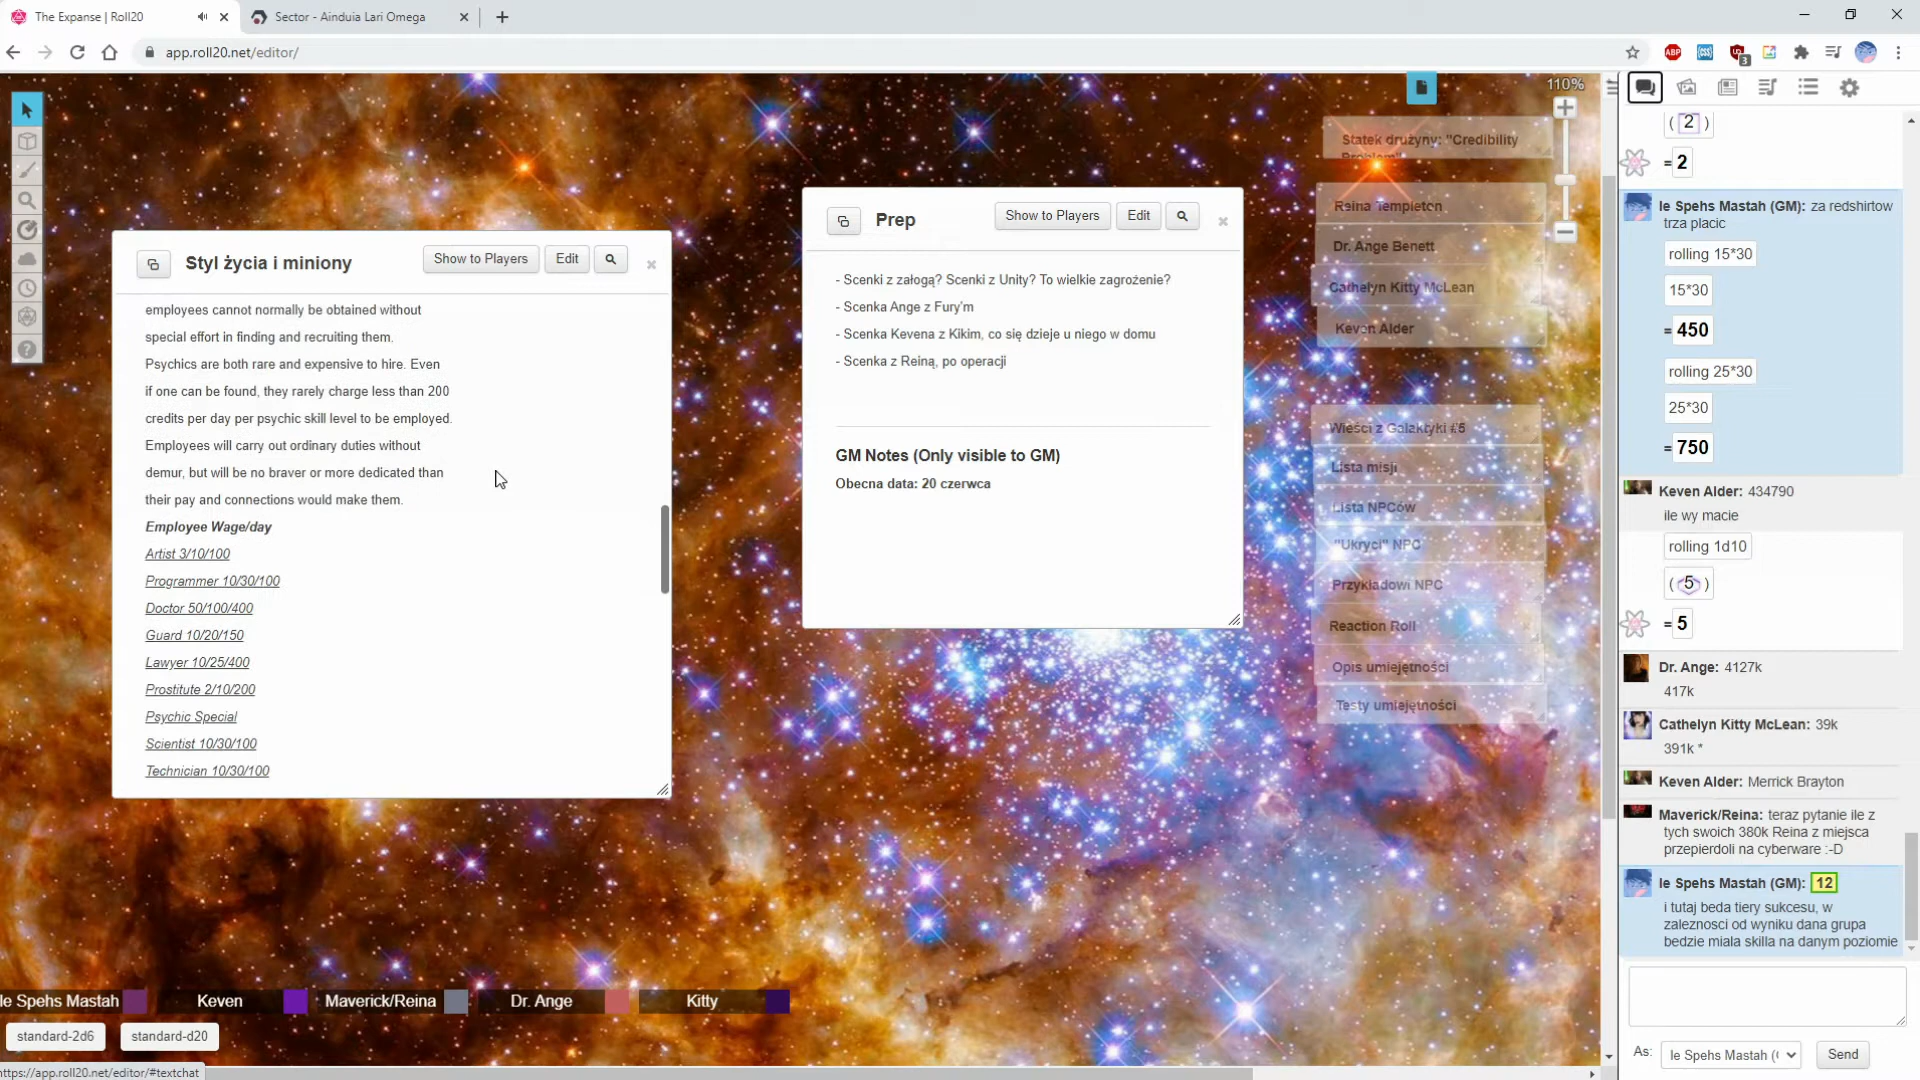 The Expanse | Roll20
Sector - Ainduia Lari Omega
app.roll20.net/editor/
3
110%
Styl życia i miniony
Show to Players
Edit
employees cannot normally be obtained without
special effort in finding and recruiting them.
Psychics are both rare and expensive to hire. Even
if one can be found, they rarely charge less than 200
credits per day per psychic skill level to be employed.
Employees will carry out ordinary duties without
demur, but will be no braver or more dedicated than
their pay and connections would make them.
Employee Wage/day
Artist 3/10/100
Programmer 10/30/100
Doctor 50/100/400
Guard 10/20/150
Lawyer 10/25/400
Prostitute 2/10/200
Psychic Special
Scientist 10/30/100
Technician 10/30/100
Prep
Show to Players
Edit
- Scenki z załogą? Scenki z Unity? To wielkie zagrożenie?
- Scenka Ange z Fury'm
- Scenka Kevena z Kikim, co się dzieje u niego w domu
- Scenka z Reiną, po operacji
GM Notes (Only visible to GM)
Obecna data: 20 czerwca
Statek drużyny: "Credibility
Problem"
Reina Templeton
Dr. Ange Benett
Cathelyn Kitty McLean
Keven Alder
Wieści z Galaktyki #5
Lista misji
Lista NPCów
"Ukryci" NPC
Przykładowi NPC
Reaction Roll
Opis umiejętności
Testy umiejętności
( 2 )
= 2
le Spehs Mastah (GM): za redshirtow
trza placic
rolling 15*30
15*30
= 450
rolling 25*30
25*30
= 750
Keven Alder: 434790
ile wy macie
rolling 1d10
( 5 )
= 5
Dr. Ange: 4127k
417k
Cathelyn Kitty McLean: 39k
391k *
Keven Alder: Merrick Brayton
Maverick/Reina: teraz pytanie ile z
tych swoich 380k Reina z miejsca
przepierdoli na cyberware :-D
le Spehs Mastah (GM): 12
i tutaj beda tiery sukcesu, w
zaleznosci od wyniku dana grupa
bedzie miala skilla na danym poziomie
As:
le Spehs Mastah (
Send
le Spehs Mastah
Keven
Maverick/Reina
Dr. Ange
Kitty
standard-2d6
standard-d20
https://app.roll20.net/editor/#textchat